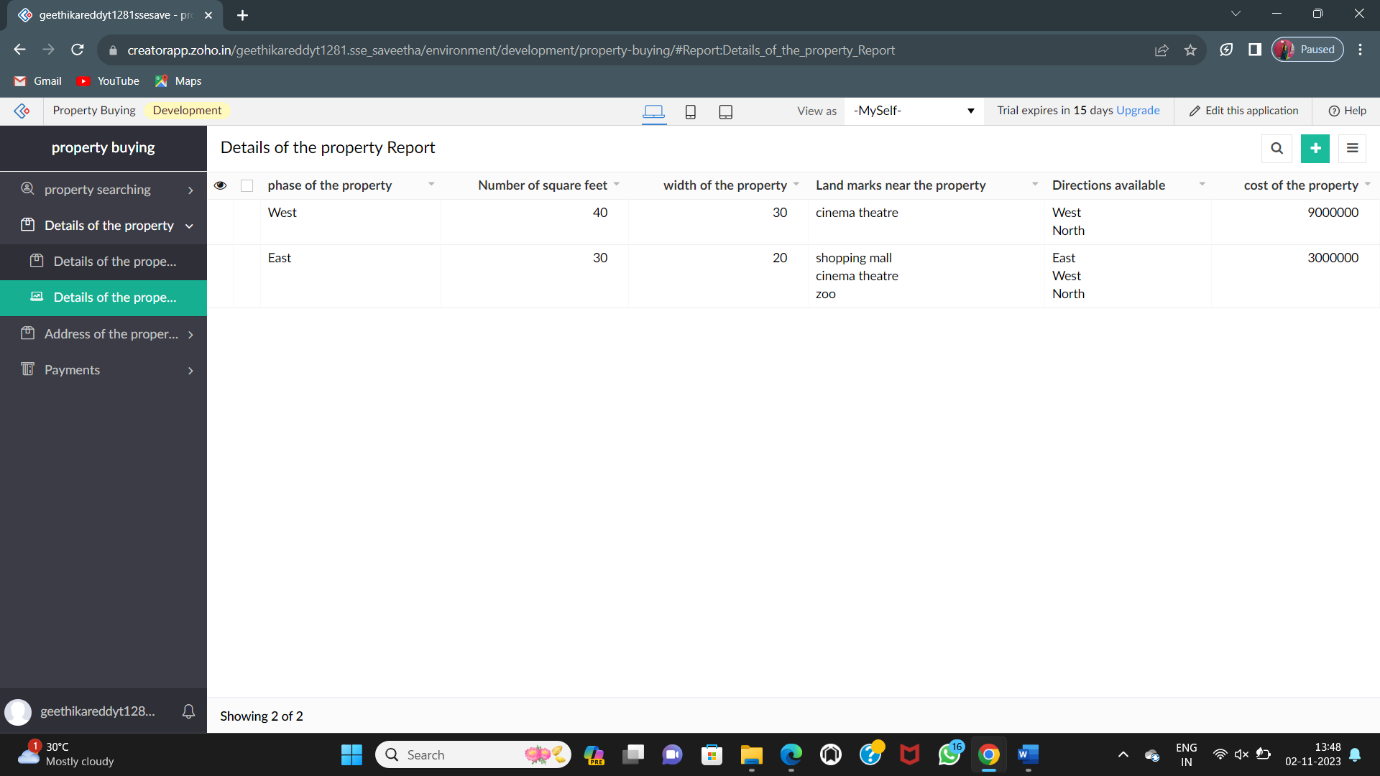 geethikareddyt1281ssesave - pr
creatorapp.zoho.in/geethikareddyt1281.sse_saveetha/environment/development/property-buying/#Report:Details_of_the_property_Report
Paused
Gmail
YouTube
Maps
Property Buying
Development
View as
-MySelf-
Trial expires in 15 days Upgrade
Edit this application
Help
property buying
property searching
Details of the property
Details of the prope...
Details of the prope...
Address of the proper...
Payments
geethikareddyt128...
Details of the property Report
phase of the property
Number of square feet
width of the property
Land marks near the property
Directions available
cost of the property
West
40
30
cinema theatre
West
North
9000000
East
30
20
shopping mall
cinema theatre
zoo
East
West
North
3000000
Showing 2 of 2
1
30°C
Mostly cloudy
Search
PRE
16
ENG
IN
13:48
02-11-2023